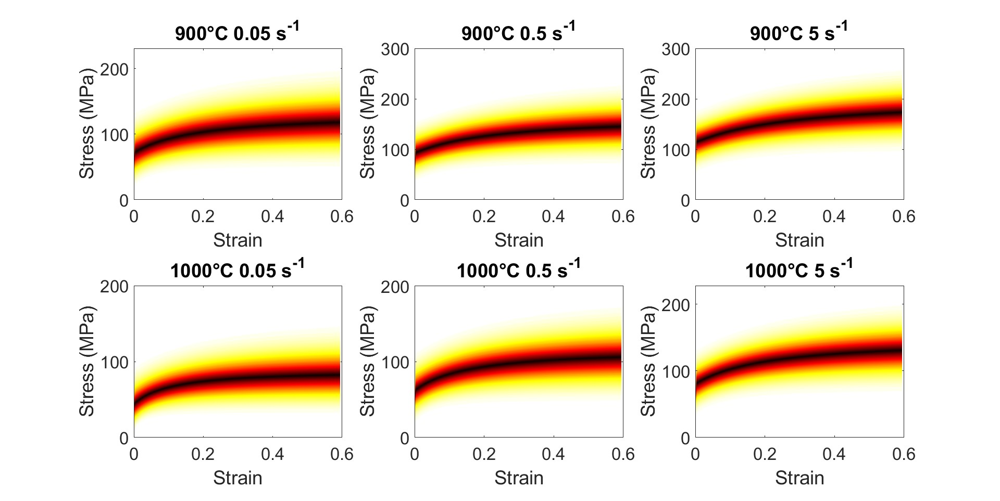 900°C 0.05 s-1
900°C 0.5 s-1
900°C 5 s-1
Stress (MPa)
200
100
0
0 0.2 0.4 0.6
Strain
Stress (MPa)
300
200
100
0
0 0.2 0.4 0.6
Strain
Stress (MPa)
300
200
100
0
0 0.2 0.4 0.6
Strain
1000°C 0.05 s-1
1000°C 0.5 s-1
1000°C 5 s-1
Stress (MPa)
200
100
0
0 0.2 0.4 0.6
Strain
Stress (MPa)
200
100
0
0 0.2 0.4 0.6
Strain
Stress (MPa)
200
100
0
0 0.2 0.4 0.6
Strain